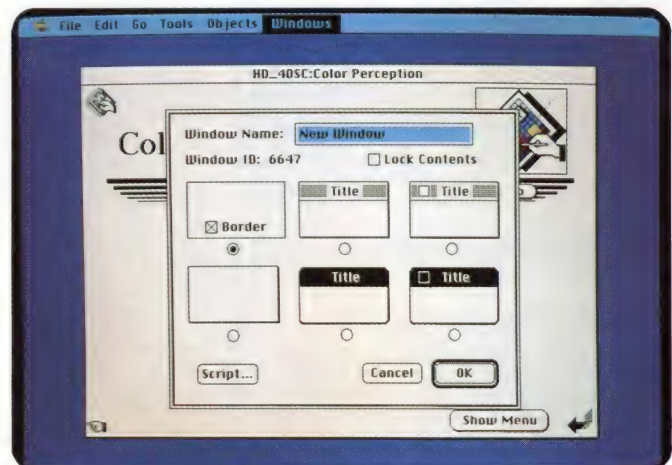 File Edit Go Tools Objects Windows
HD_40SC:Color Perception
Col
Window Name: New Window
Window ID: 6647 Lock Contents
Border
Title
Title
Title
Title
Script...
Cancel
OK
Show Menu